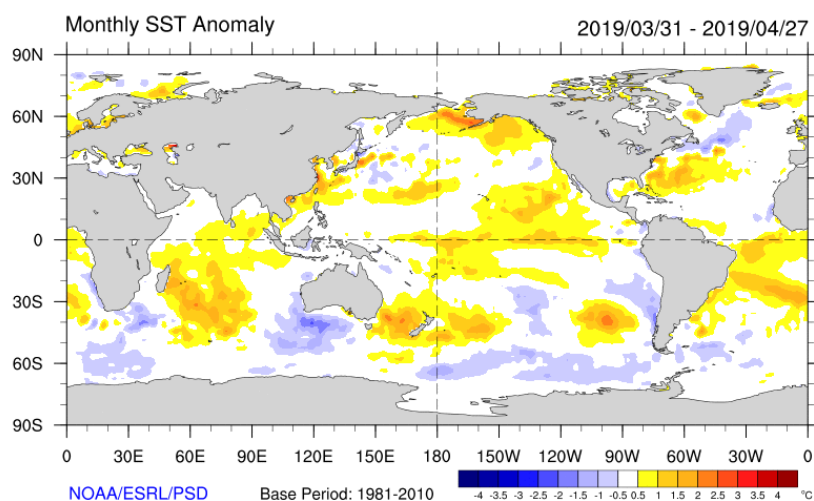 Monthly SST Anomaly 2019/03/31 - 2019/04/27
90N
60N
30N
0
30S
60S
90S
0 30E 60E 90E 120E 150E 180 150W 120W 90W 60W 30W 0
NOAA/ESRL/PSD Base Period: 1981-2010
-4 -3.5 -3 -2.5 -2 -1.5 -1 -0.5 0.5 1 1.5 2 2.5 3 3.5 4 °C